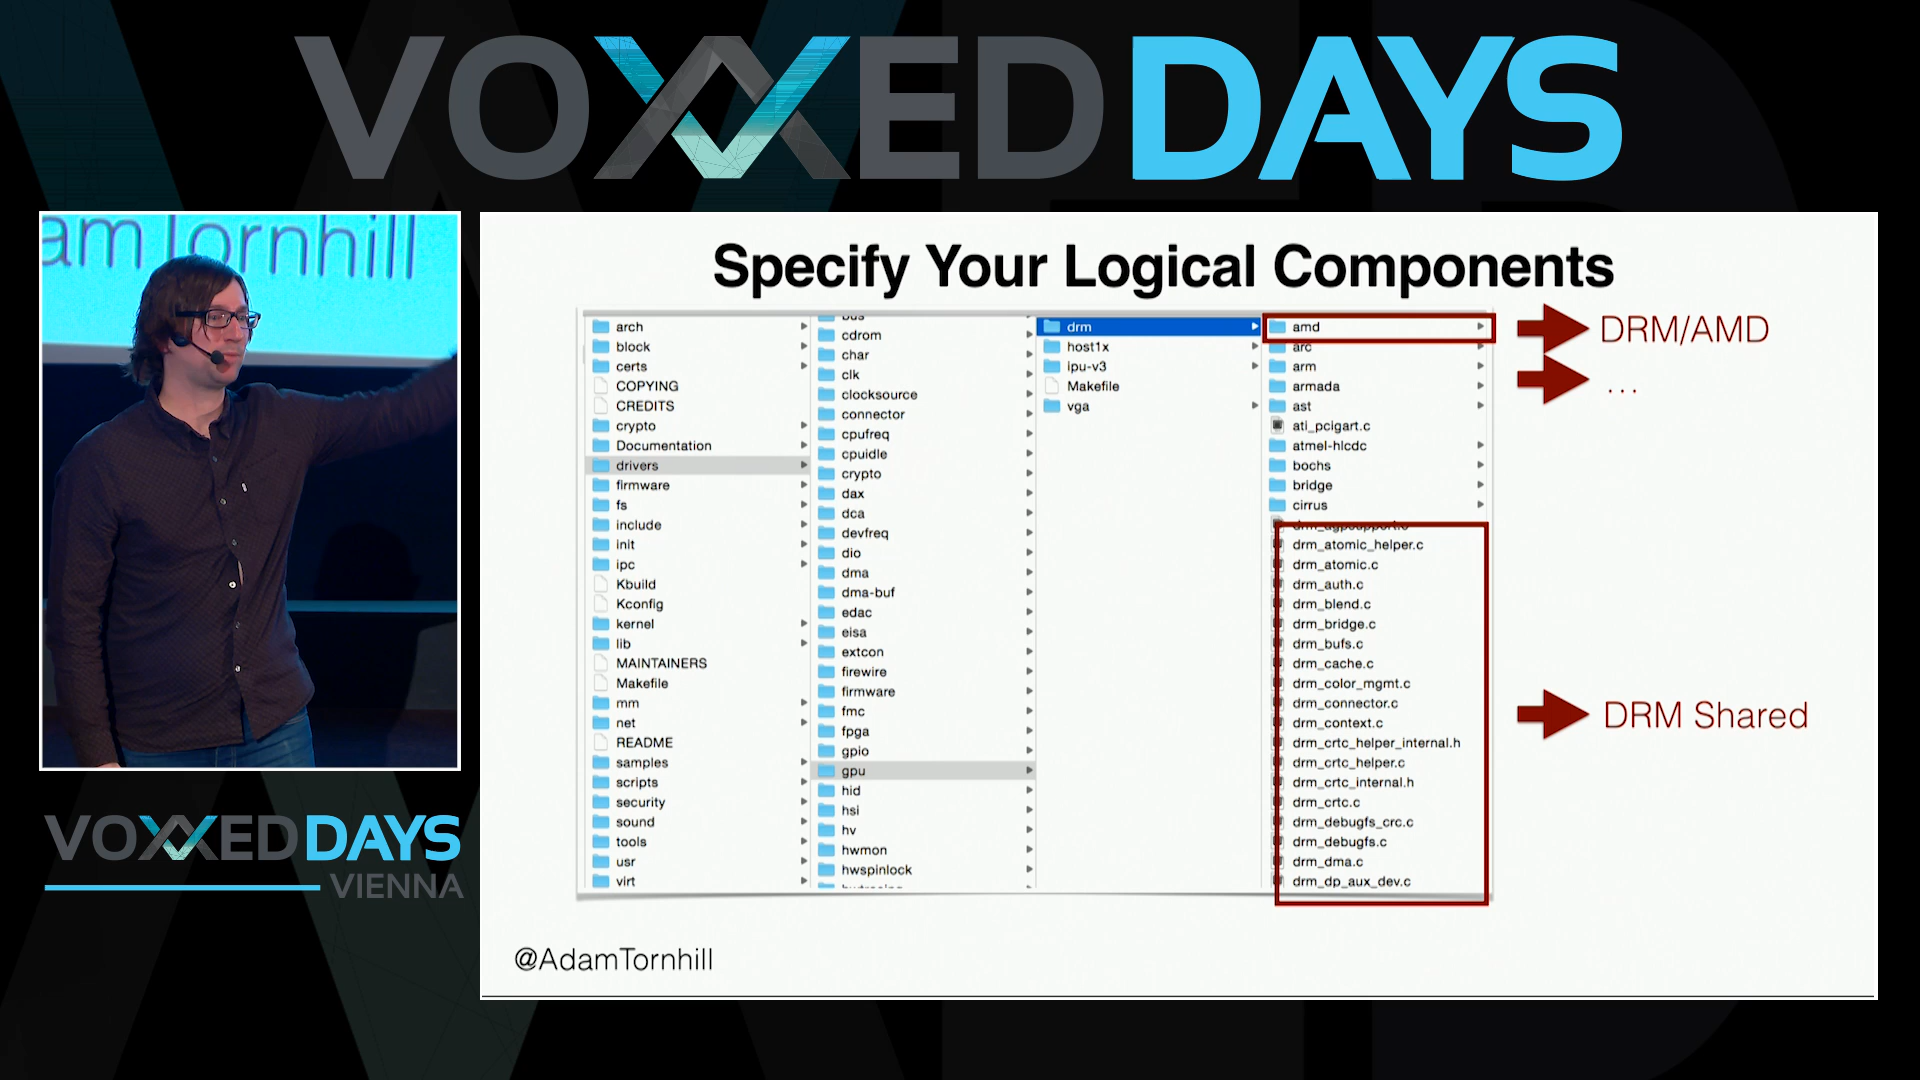 VOXXED DAYS
am Tornhill
VOXXED DAYS
VIENNA
Specify Your Logical Components
arch
block
certs
COPYING
CREDITS
crypto
Documentation
drivers
firmware
fs
include
init
ipc
Kbuild
Kconfig
kernel
lib
MAINTAINERS
Makefile
mm
net
README
samples
scripts
security
sound
tools
usr
virt
bus
cdrom
char
clk
clocksource
connector
cpufreq
cpuidle
crypto
dax
dca
devfreq
dio
dma
dma-buf
edac
eisa
extcon
firewire
firmware
fmc
fpga
gpio
gpu
hid
hsi
hv
hwmon
hwspinlock
drm
host1x
ipu-v3
Makefile
vga
amd
arc
arm
armada
ast
ati_pcigart.c
atmel-hlcdc
bochs
bridge
cirrus
drm_agpsupport.c
drm_atomic_helper.c
drm_atomic.c
drm_auth.c
drm_blend.c
drm_bridge.c
drm_bufs.c
drm_cache.c
drm_color_mgmt.c
drm_connector.c
drm_context.c
drm_crtc_helper_internal.h
drm_crtc_helper.c
drm_crtc_internal.h
drm_crtc.c
drm_debugfs_crc.c
drm_debugfs.c
drm_dma.c
drm_dp_aux_dev.c
DRM/AMD
...
DRM Shared
@AdamTornhill